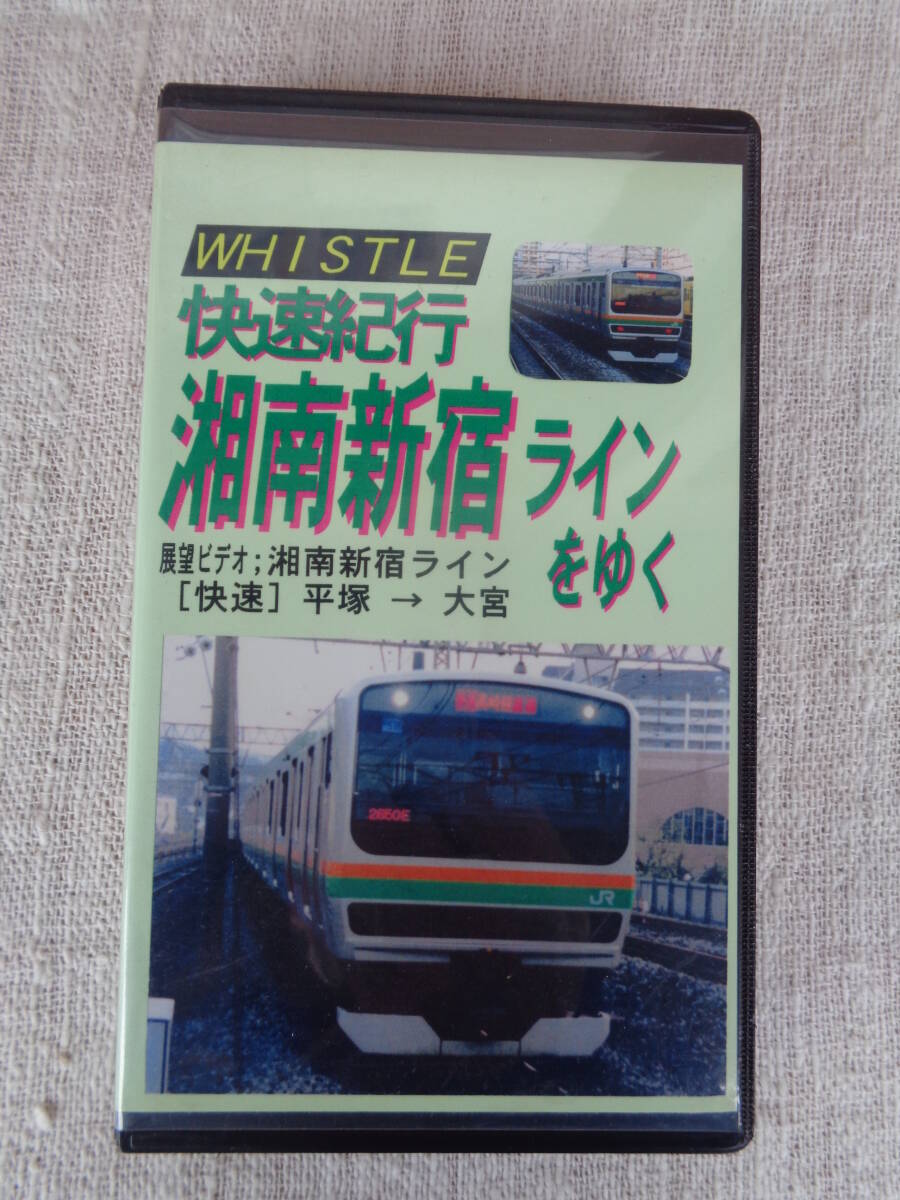 WHISTLE
快速紀行
湘南新宿ライン
をゆく
展望ビデオ;湘南新宿ライン
[快速] 平塚 → 大宮
2650E
JR